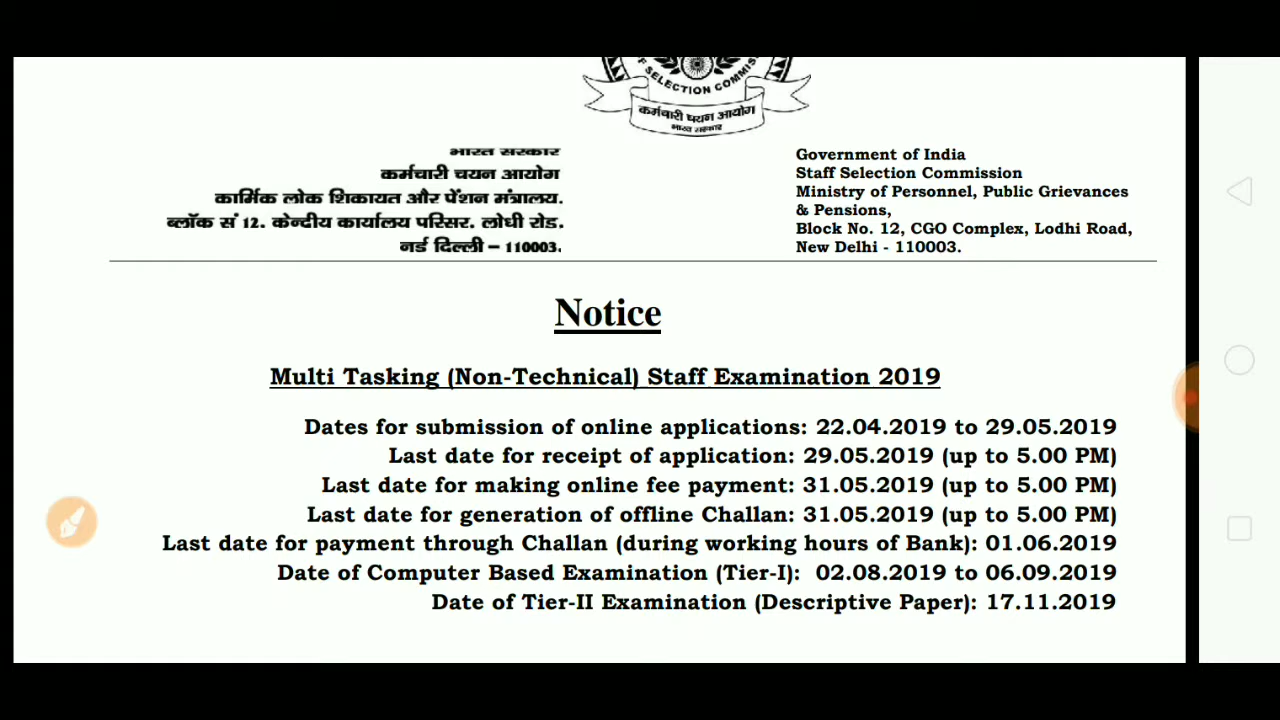 F SELECTION COMMIS
कर्मचारी चयन आयोग
भारत सरकार
भारत सरकार
कर्मचारी चयन आयोग
कार्मिक लोक शिकायत और पेंशन मंत्रालय.
ब्लॉक सं 12. केन्दीय कार्यालय परिसर. लोधी रोड.
नई दिल्ली – 110003.
Government of India
Staff Selection Commission
Ministry of Personnel, Public Grievances
& Pensions,
Block No. 12, CGO Complex, Lodhi Road,
New Delhi - 110003.
Notice
Multi Tasking (Non-Technical) Staff Examination 2019
Dates for submission of online applications: 22.04.2019 to 29.05.2019
Last date for receipt of application: 29.05.2019 (up to 5.00 PM)
Last date for making online fee payment: 31.05.2019 (up to 5.00 PM)
Last date for generation of offline Challan: 31.05.2019 (up to 5.00 PM)
Last date for payment through Challan (during working hours of Bank): 01.06.2019
Date of Computer Based Examination (Tier-I): 02.08.2019 to 06.09.2019
Date of Tier-II Examination (Descriptive Paper): 17.11.2019